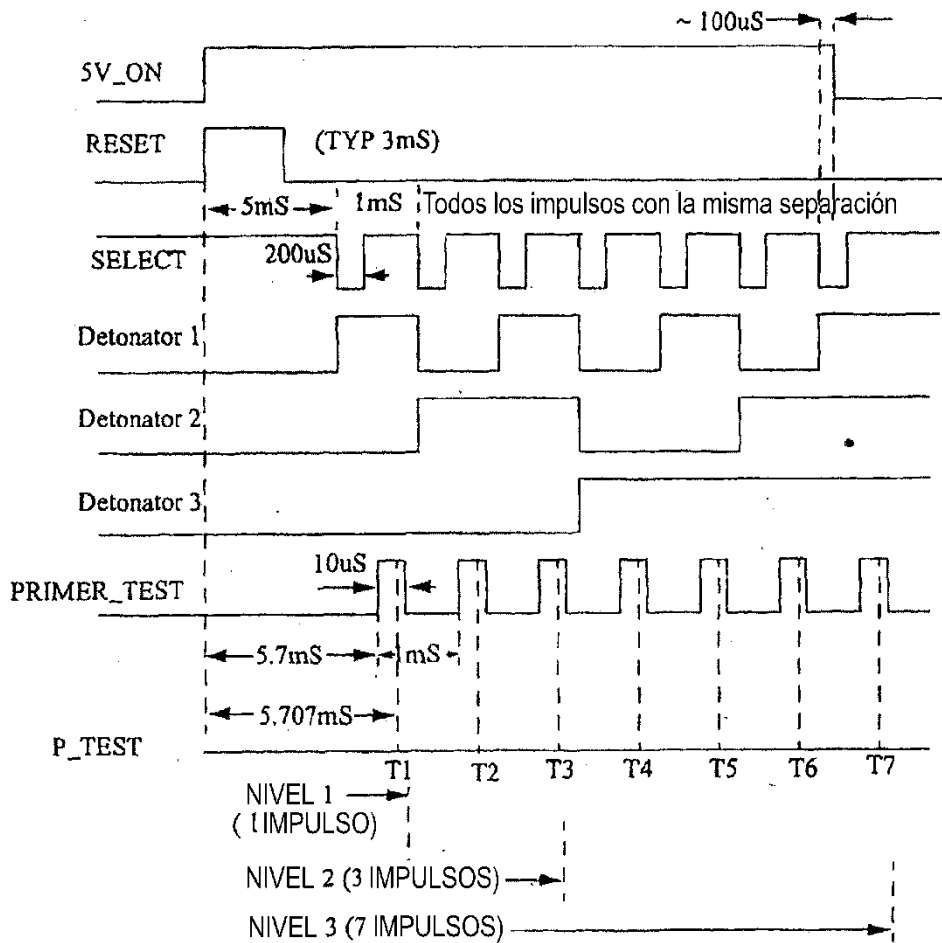 ~ 100uS
5V_ON
RESET (TYP 3mS)
5mS 1mS Todos los impulsos con la misma separación
200uS
SELECT
Detonator 1
Detonator 2
Detonator 3
10uS
PRIMER_TEST
5.7mS 1mS
5.707mS
P_TEST
T1 T2 T3 T4 T5 T6 T7
NIVEL 1
( 1 IMPULSO)
NIVEL 2 (3 IMPULSOS)
NIVEL 3 (7 IMPULSOS)